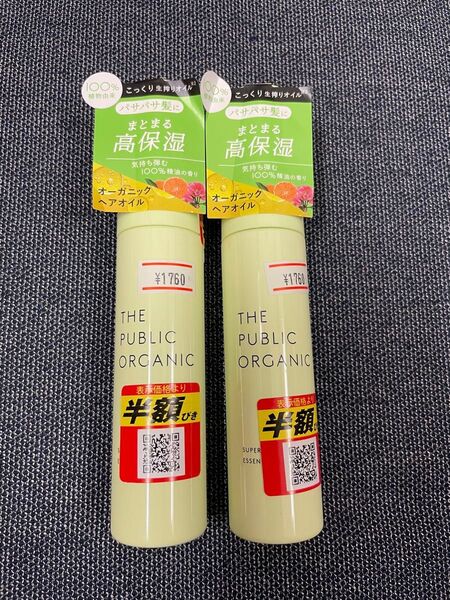 100%
植物由来
こっくり生搾りオイル
パサパサ髪に
まとまる
高保湿
気持ち弾む
100%精油の香り
オーガニック
ヘアオイル
¥1760
THE
PUBLIC
ORGANIC
表示価格より
半額びき
こっくり生搾りオイル
パサパサ髪に
まとまる
高保湿
気持ち弾む
100%精油の香り
オーガニック
ヘアオイル
¥1760
THE
PUBLIC
ORGANIC
表示価格より
半額
SUPER
ESSEN